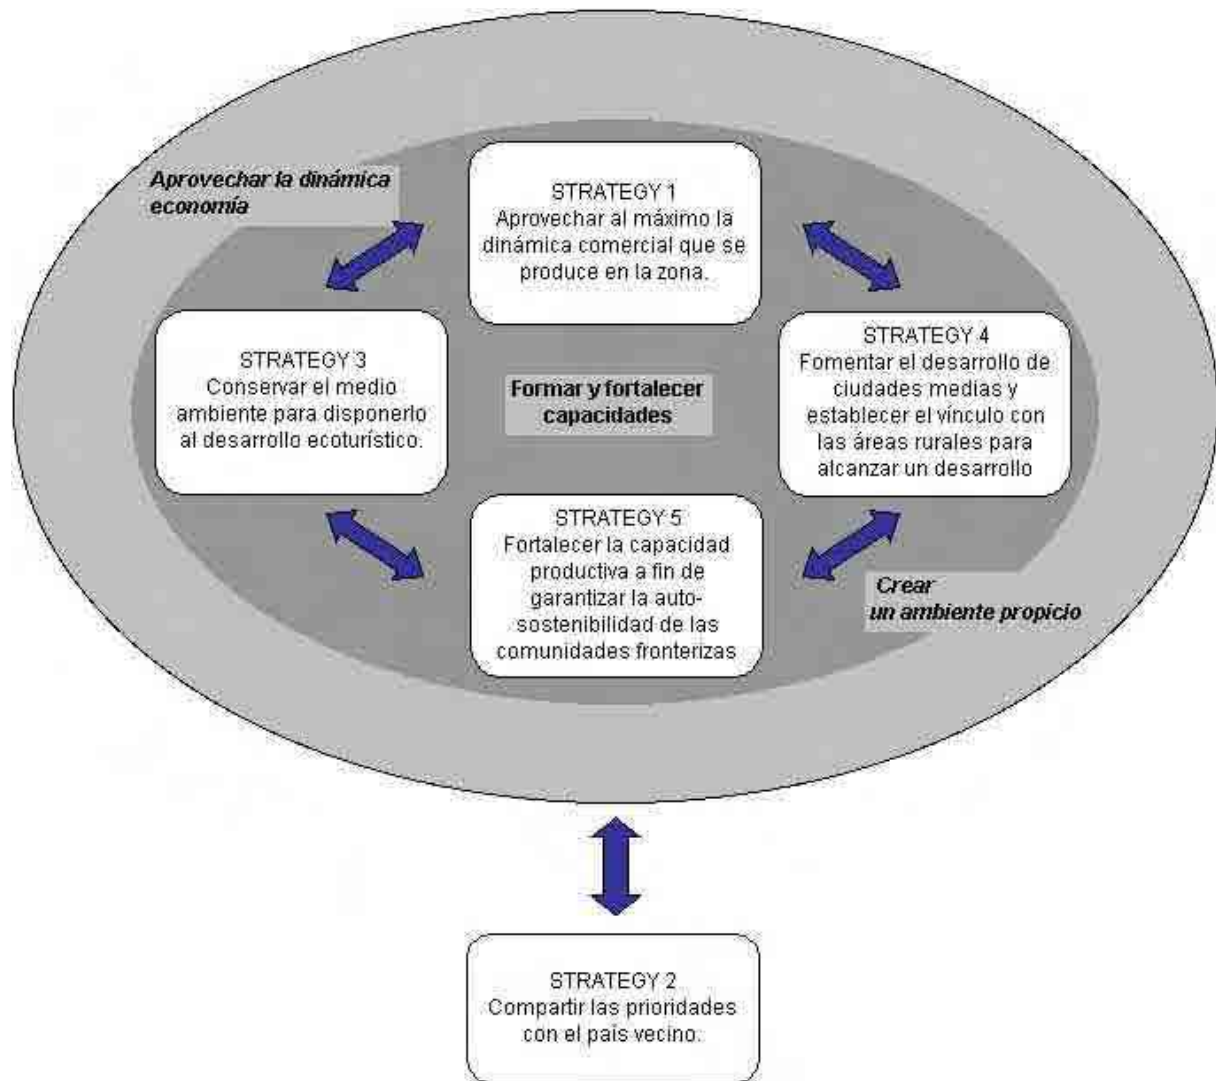 Aprovechar la dinámica
economía
STRATEGY 1
Aprovechar al máximo la
dinámica comercial que se
produce en la zona.
STRATEGY 3
Conservar el medio
ambiente para disponerlo
al desarrollo ecoturístico.
Formar y fortalecer
capacidades
STRATEGY 4
Fomentar el desarrollo de
ciudades medias y
establecer el vínculo con
las áreas rurales para
alcanzar un desarrollo
STRATEGY 5
Fortalecer la capacidad
productiva a fin de
garantizar la auto-
sostenibilidad de las
comunidades fronterizas
Crear
un ambiente propicio
STRATEGY 2
Compartir las prioridades
con el país vecino.